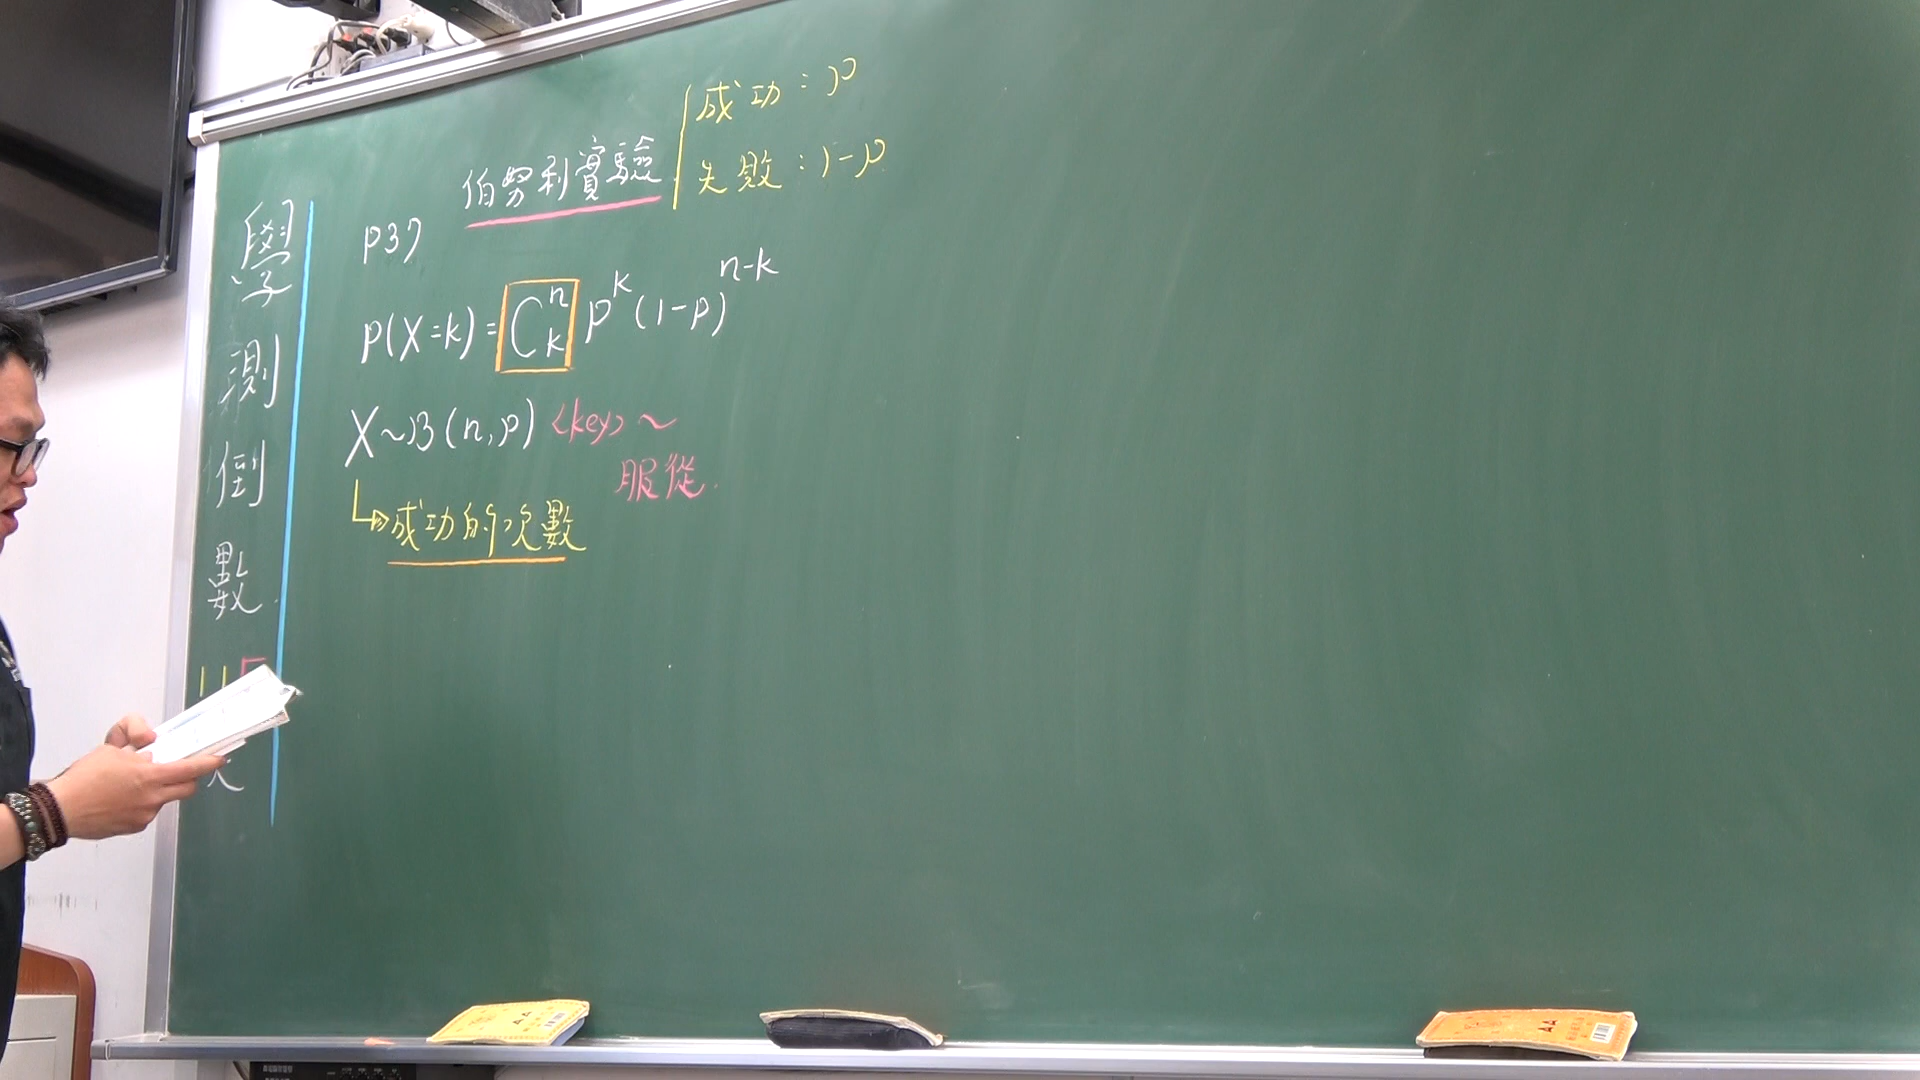 成功：p
失敗：1-p
伯努利實驗
P37
P(X=k)=C^n_k p^k(1-p)^{n-k}
X~B(n,p) <key> ~
服從.
成功的次數
學測倒數
天